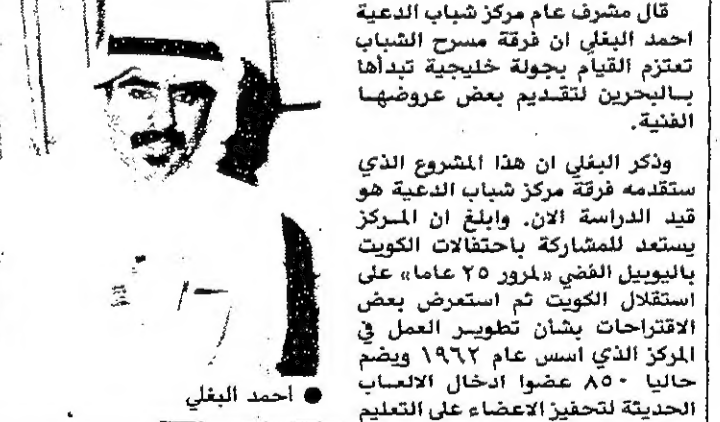 قال مشرف عام مركز شباب الدعية
احمد البغلي ان فرقة مسرح الشباب
تعتزم القيام بجولة خليجية تبدأها
بالبحرين لتقديم بعض عروضها
الفنية.
وذكر البغلي ان هذا المشروع الذي
ستقدمه فرقة مركز شباب الدعية هو
قيد الدراسة الان. وابلغ ان المركز
يستعد للمشاركة باحتفالات الكويت
باليوبيل الفضي «لمرور ٢٥ عاما» على
استقلال الكويت ثم استعرض بعض
الاقتراحات بشان تطوير العمل في
المركز الذي اسس عام ١٩٦٢ ويضم
حاليا ٨٥٠ عضوا ادخال الالعاب
الحديثة لتحفيز الاعضاء على التعليم
● احمد البغلي